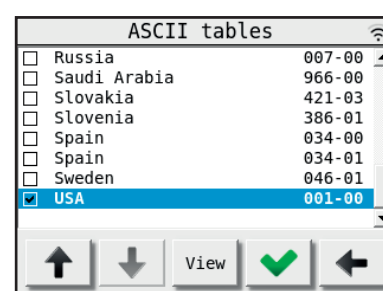 ASCII tables
Russia 007-00
Saudi Arabia 966-00
Slovakia 421-03
Slovenia 386-01
Spain 034-00
Spain 034-01
Sweden 046-01
USA 001-00
View